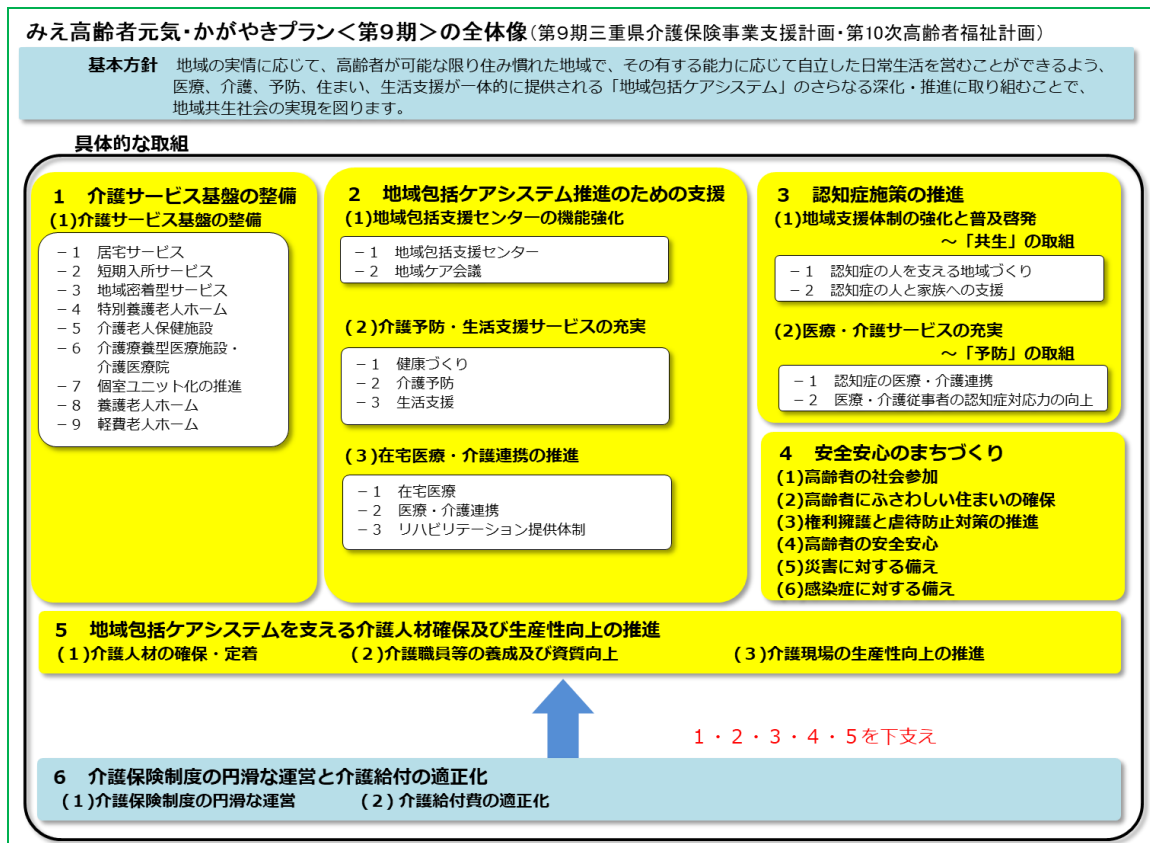 みえ高齢者元気・かがやきプラン＜第９期＞の全体像（第９期三重県介護保険事業支援計画・第10次高齢者福祉計画）
基本方針　地域の実情に応じて、高齢者が可能な限り住み慣れた地域で、その有する能力に応じて自立した日常生活を営むことができるよう、
医療、介護、予防、住まい、生活支援が一体的に提供される「地域包括ケアシステム」のさらなる深化・推進に取り組むことで、
地域共生社会の実現を図ります。
具体的な取組
１　介護サービス基盤の整備
(１)介護サービス基盤の整備
－１　居宅サービス
－２　短期入所サービス
－３　地域密着型サービス
－４　特別養護老人ホーム
－５　介護老人保健施設
－６　介護療養型医療施設・
介護医療院
－７　個室ユニット化の推進
－８　養護老人ホーム
－９　軽費老人ホーム
２　地域包括ケアシステム推進のための支援
(１)地域包括支援センターの機能強化
－１　地域包括支援センター
－２　地域ケア会議
(２)介護予防・生活支援サービスの充実
－１　健康づくり
－２　介護予防
－３　生活支援
(３)在宅医療・介護連携の推進
－１　在宅医療
－２　医療・介護連携
－３　リハビリテーション提供体制
３　認知症施策の推進
(１)地域支援体制の強化と普及啓発
～「共生」の取組
－１　認知症の人を支える地域づくり
－２　認知症の人と家族への支援
(２)医療・介護サービスの充実
～「予防」の取組
－１　認知症の医療・介護連携
－２　医療・介護従事者の認知症対応力の向上
４　安全安心のまちづくり
(１)高齢者の社会参加
(２)高齢者にふさわしい住まいの確保
(３)権利擁護と虐待防止対策の推進
(４)高齢者の安全安心
(５)災害に対する備え
(６)感染症に対する備え
５　地域包括ケアシステムを支える介護人材確保及び生産性向上の推進
(１)介護人材の確保・定着　(２)介護職員等の養成及び資質向上　(３)介護現場の生産性向上の推進
１・２・３・４・５を下支え
６　介護保険制度の円滑な運営と介護給付の適正化
(１)介護保険制度の円滑な運営　(２)介護給付費の適正化